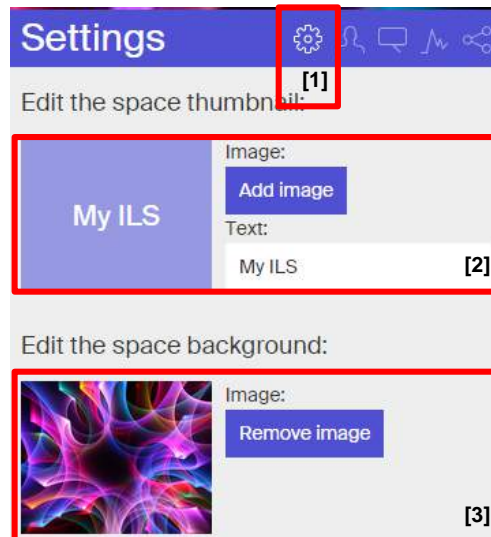 Settings
[1]
Edit the space thumbnail:
Image:
Add image
My ILS
Text:
My ILS
[2]
Edit the space background:
Image:
Remove image
[3]